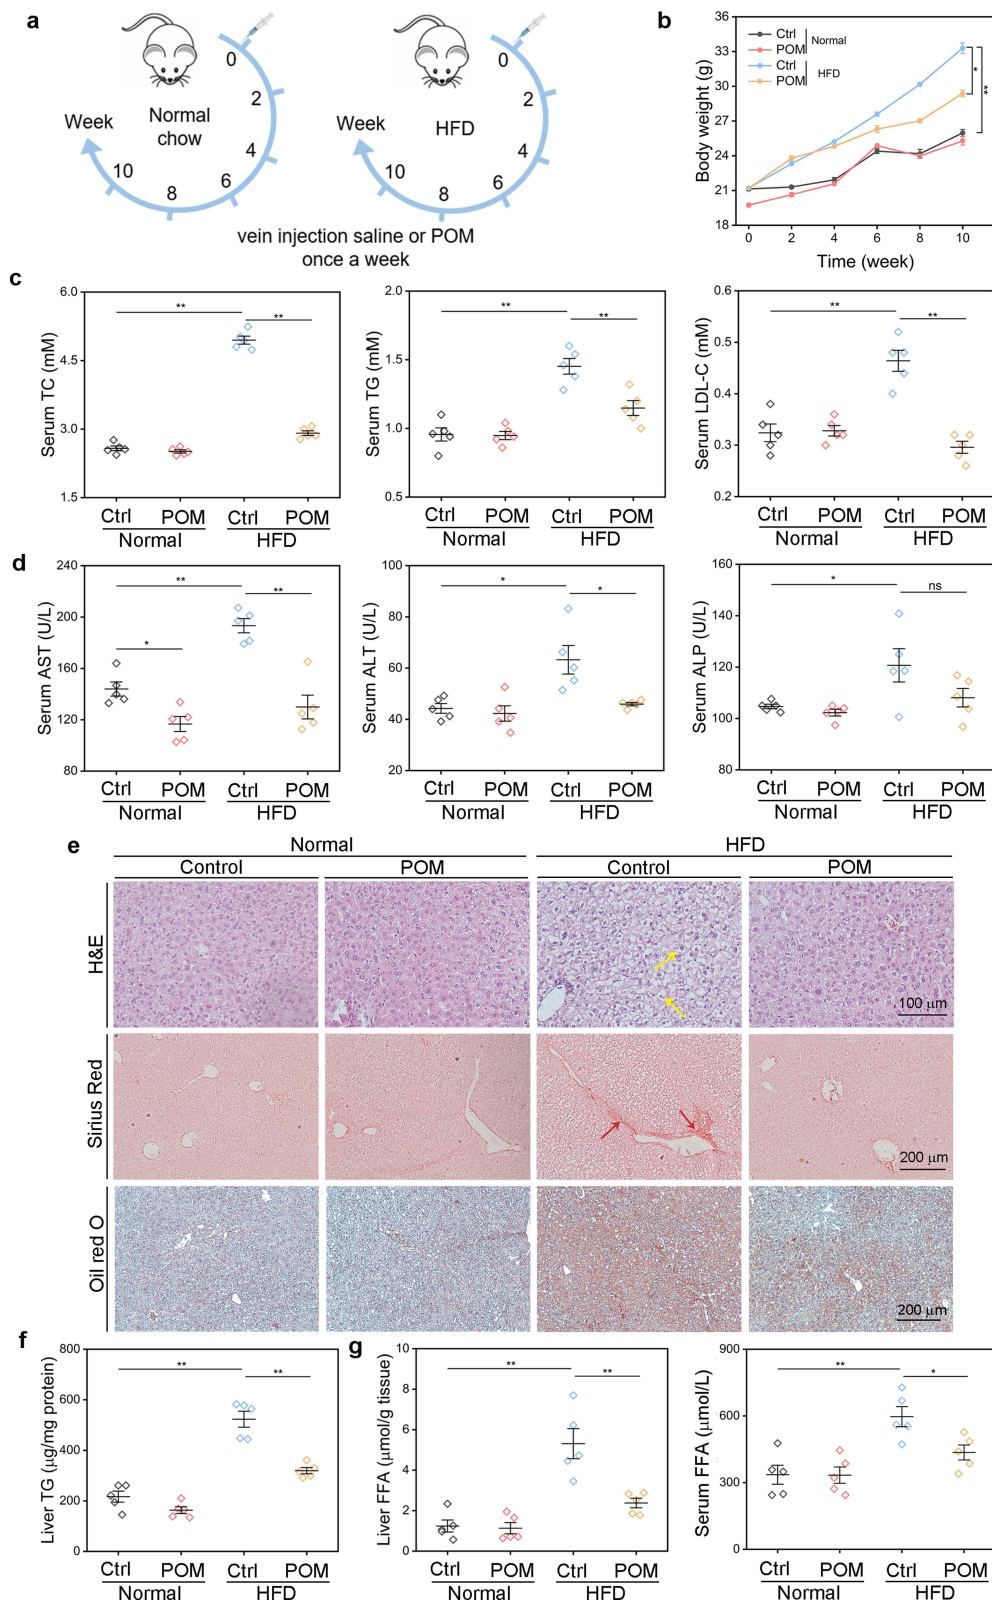 a
0
2
4
6
8
10
Week
Normal
chow
0
2
4
6
8
10
Week
HFD
vein injection saline or POM
once a week
b
Body weight (g)
36
33
30
27
24
21
18
Ctrl
POM
Normal
Ctrl
POM
HFD
*
**
0 2 4 6 8 10
Time (week)
c
Serum TC (mM)
6.0
4.5
3.0
1.5
** **
Ctrl POM Ctrl POM
Normal HFD
Serum TG (mM)
2.0
1.5
1.0
0.5
** **
Ctrl POM Ctrl POM
Normal HFD
Serum LDL-C (mM)
0.6
0.5
0.4
0.3
0.2
** **
Ctrl POM Ctrl POM
Normal HFD
d
Serum AST (U/L)
240
200
160
120
80
** **
*
Ctrl POM Ctrl POM
Normal HFD
Serum ALT (U/L)
100
80
60
40
20
* *
Ctrl POM Ctrl POM
Normal HFD
Serum ALP (U/L)
160
140
120
100
80
* ns
Ctrl POM Ctrl POM
Normal HFD
e
Normal HFD
Control POM Control POM
H&E
100 μm
Sirius Red
200 μm
Oil red O
200 μm
f
Liver TG (μg/mg protein)
800
600
400
200
0
** **
Ctrl POM Ctrl POM
Normal HFD
g
Liver FFA (μmol/g tissue)
10
8
6
4
2
0
** **
Ctrl POM Ctrl POM
Normal HFD
Serum FFA (μmol/L)
900
600
300
0
** *
Ctrl POM Ctrl POM
Normal HFD